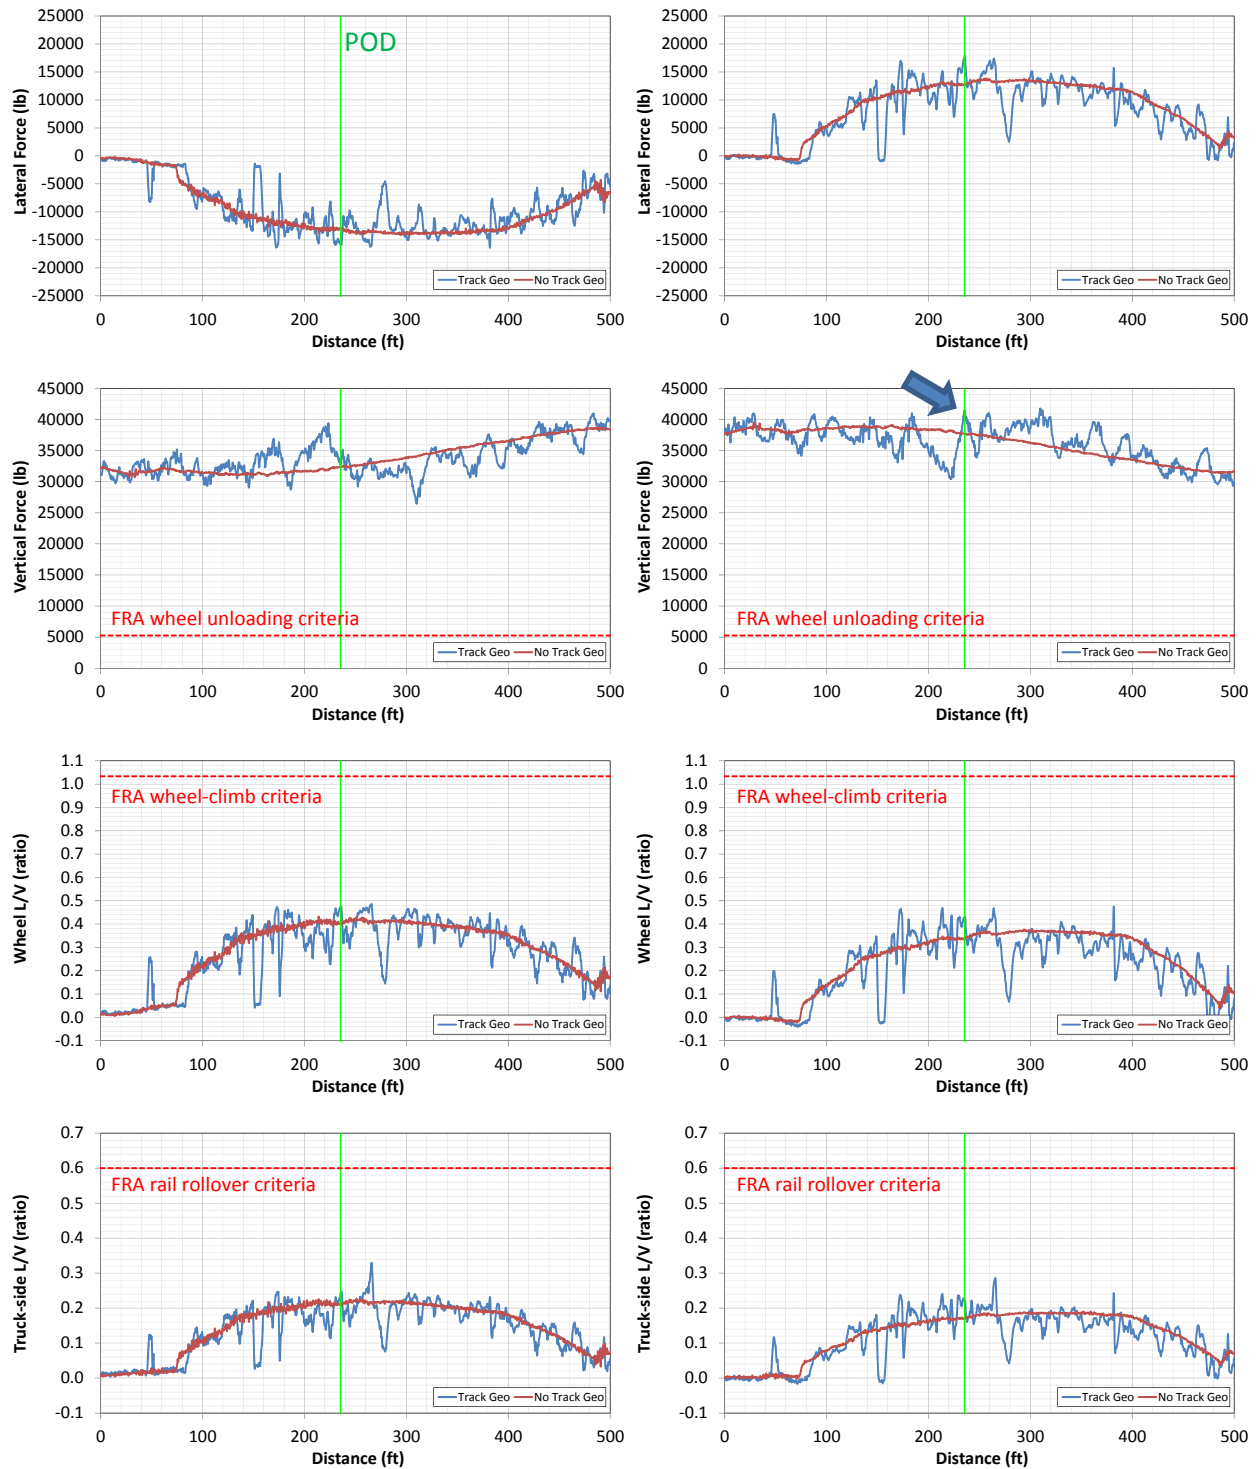 25000
20000
15000
10000
5000
0
-5000
-10000
-15000
-20000
-25000
Lateral Force (lb)
POD
Track Geo
No Track Geo
0 100 200 300 400 500
Distance (ft)
25000
20000
15000
10000
5000
0
-5000
-10000
-15000
-20000
-25000
Lateral Force (lb)
Track Geo
No Track Geo
0 100 200 300 400 500
Distance (ft)
45000
40000
35000
30000
25000
20000
15000
10000
5000
0
Vertical Force (lb)
FRA wheel unloading criteria
Track Geo
No Track Geo
0 100 200 300 400 500
Distance (ft)
45000
40000
35000
30000
25000
20000
15000
10000
5000
0
Vertical Force (lb)
FRA wheel unloading criteria
Track Geo
No Track Geo
0 100 200 300 400 500
Distance (ft)
1.1
1.0
0.9
0.8
0.7
0.6
0.5
0.4
0.3
0.2
0.1
0.0
-0.1
Wheel L/V (ratio)
FRA wheel-climb criteria
Track Geo
No Track Geo
0 100 200 300 400 500
Distance (ft)
1.1
1.0
0.9
0.8
0.7
0.6
0.5
0.4
0.3
0.2
0.1
0.0
-0.1
Wheel L/V (ratio)
FRA wheel-climb criteria
Track Geo
No Track Geo
0 100 200 300 400 500
Distance (ft)
0.7
0.6
0.5
0.4
0.3
0.2
0.1
0.0
-0.1
Truck-side L/V (ratio)
FRA rail rollover criteria
Track Geo
No Track Geo
0 100 200 300 400 500
Distance (ft)
0.7
0.6
0.5
0.4
0.3
0.2
0.1
0.0
-0.1
Truck-side L/V (ratio)
FRA rail rollover criteria
Track Geo
No Track Geo
0 100 200 300 400 500
Distance (ft)